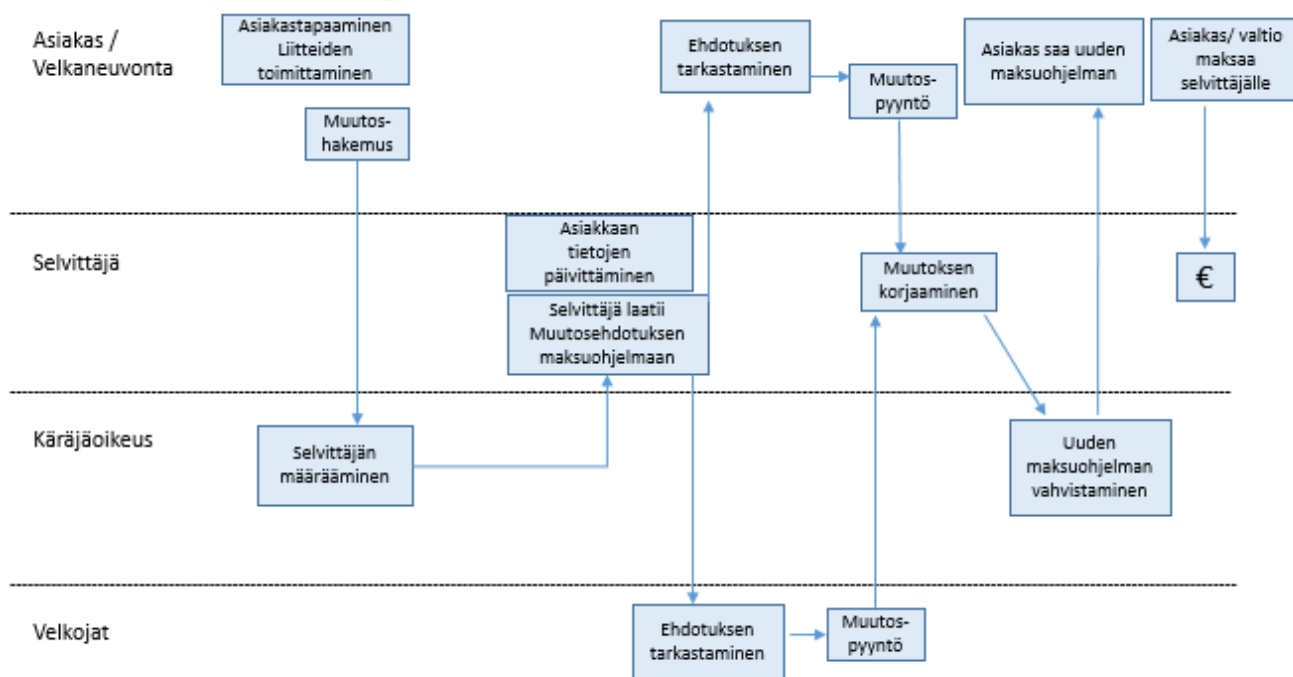 Asiakas /
Velkaneuvonta
Asiakastapaaminen
Liitteiden
toimittaminen
Muutos-
hakemus
Ehdotuksen
tarkastaminen
Muutos-
pyyntö
Asiakas saa uuden
maksuohjelman
Asiakas/ valtio
maksaa
selvittäjälle
Selvittäjä
Asiakkaan
tietojen
päivittäminen
Selvittäjä laatii
Muutosehdotuksen
maksuohjelmaan
Muutoksen
korjaaminen
€
Käräjäoikeus
Selvittäjän
määrääminen
Uuden
maksuohjelman
vahvistaminen
Velkojat
Ehdotuksen
tarkastaminen
Muutos-
pyyntö